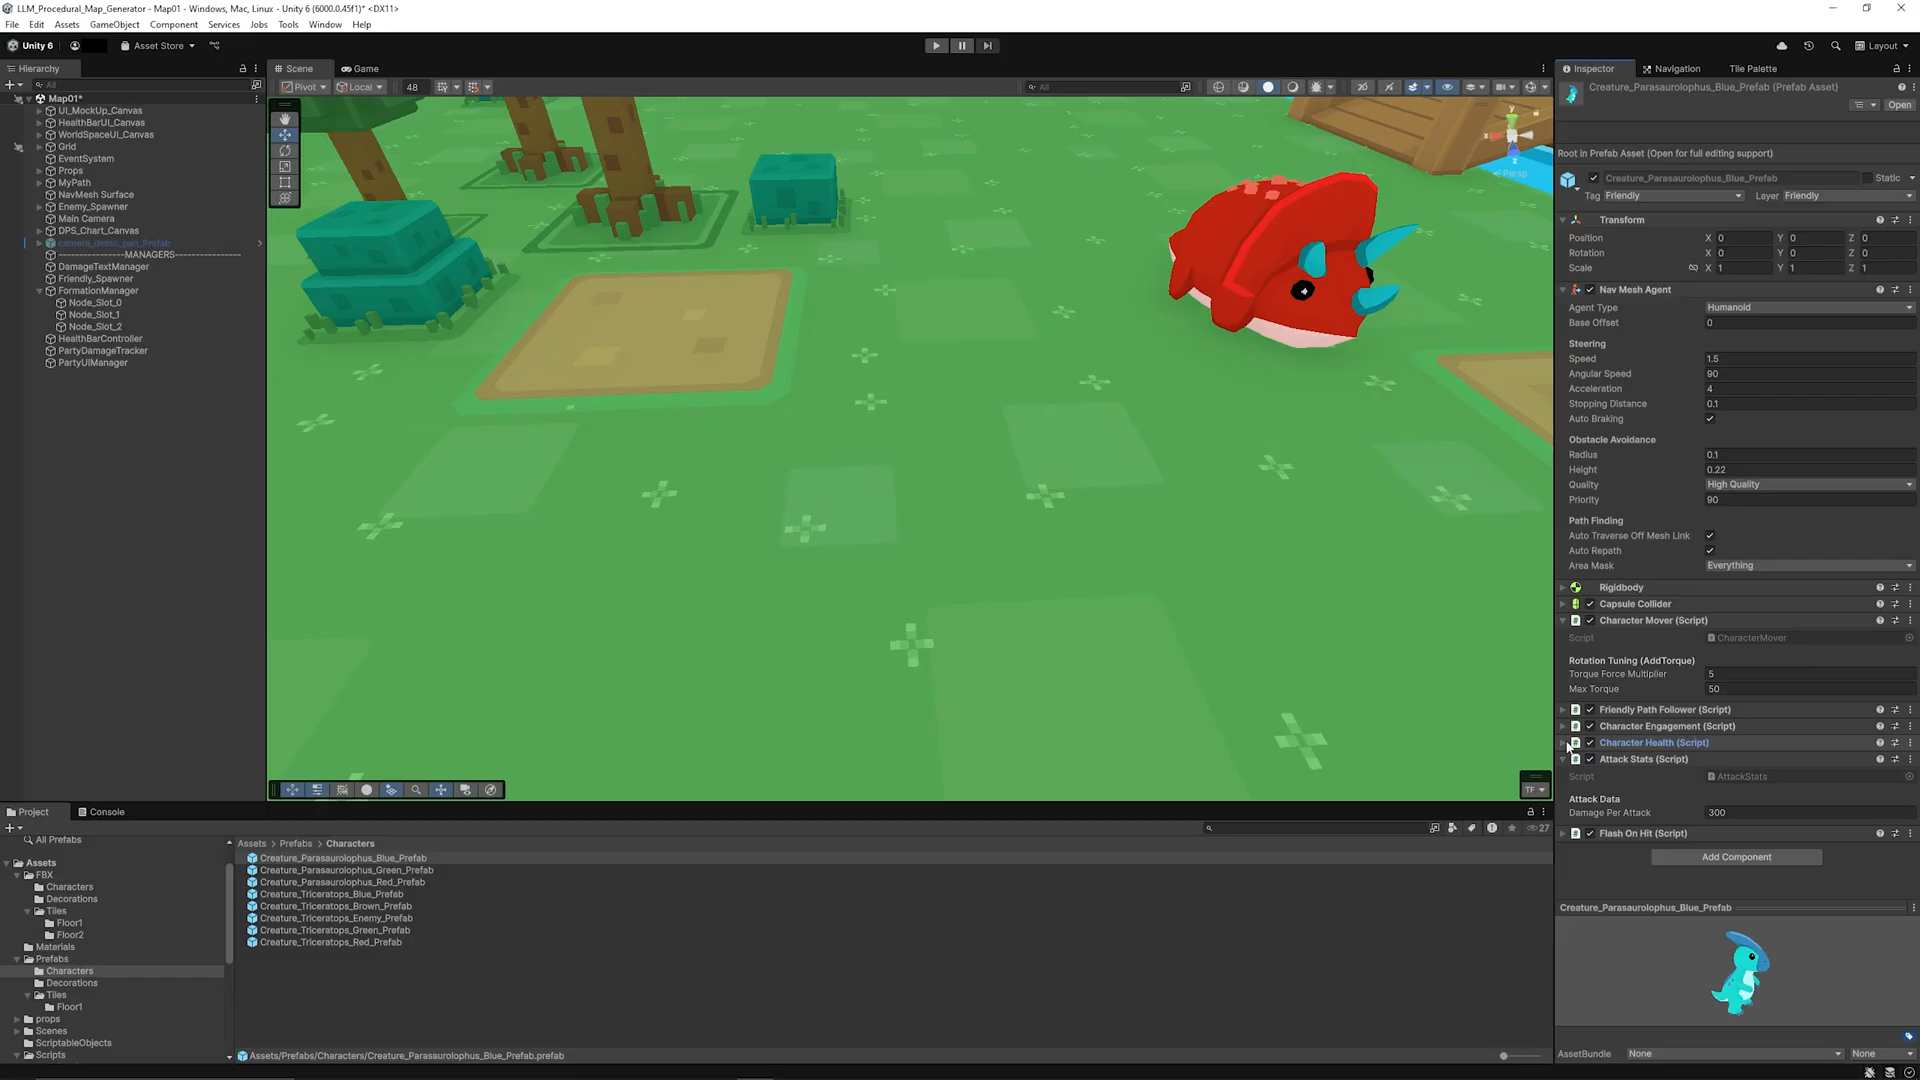 LLM_Procedural_Map_Generator - Map01 - Windows, Mac, Linux - Unity 6 (6000.0.45f1)* <DX11>
File Edit Assets GameObject Component Services Jobs Tools Window Help
Unity 6 Asset Store Layout
Hierarchy
All
Map01*
UI_MockUp_Canvas
HealthBarUI_Canvas
WorldSpaceUI_Canvas
Grid
EventSystem
Props
MyPath
NavMesh Surface
Enemy_Spawner
Main Camera
DPS_Chart_Canvas
camera_demo_pan_Prefab
----------------MANAGERS----------------
DamageTextManager
Friendly_Spawner
FormationManager
Node_Slot_0
Node_Slot_1
Node_Slot_2
HealthBarController
PartyDamageTracker
PartyUIManager
Scene Game
Pivot Local 48 All 2D
y
x
z
Persp
TF
Inspector Navigation Tile Palette
Creature_Parasaurolophus_Blue_Prefab (Prefab Asset)
Open
Root in Prefab Asset (Open for full editing support)
Creature_Parasaurolophus_Blue_Prefab Static
Tag Friendly Layer Friendly
Transform
Position X 0 Y 0 Z 0
Rotation X 0 Y 0 Z 0
Scale X 1 Y 1 Z 1
Nav Mesh Agent
Agent Type Humanoid
Base Offset 0
Steering
Speed 1.5
Angular Speed 90
Acceleration 4
Stopping Distance 0.1
Auto Braking
Obstacle Avoidance
Radius 0.1
Height 0.22
Quality High Quality
Priority 90
Path Finding
Auto Traverse Off Mesh Link
Auto Repath
Area Mask Everything
Rigidbody
Capsule Collider
Character Mover (Script)
Script CharacterMover
Rotation Tuning (AddTorque)
Torque Force Multiplier 5
Max Torque 50
Friendly Path Follower (Script)
Character Engagement (Script)
Character Health (Script)
Attack Stats (Script)
Script AttackStats
Attack Data
Damage Per Attack 300
Flash On Hit (Script)
Add Component
Creature_Parasaurolophus_Blue_Prefab
AssetBundle None None
Project Console
27
All Prefabs
Assets
FBX
Characters
Decorations
Tiles
Floor1
Floor2
Materials
Prefabs
Characters
Decorations
Tiles
Floor1
props
Scenes
ScriptableObjects
Scripts
Assets > Prefabs > Characters
Creature_Parasaurolophus_Blue_Prefab
Creature_Parasaurolophus_Green_Prefab
Creature_Parasaurolophus_Red_Prefab
Creature_Triceratops_Blue_Prefab
Creature_Triceratops_Brown_Prefab
Creature_Triceratops_Enemy_Prefab
Creature_Triceratops_Green_Prefab
Creature_Triceratops_Red_Prefab
Assets/Prefabs/Characters/Creature_Parasaurolophus_Blue_Prefab.prefab